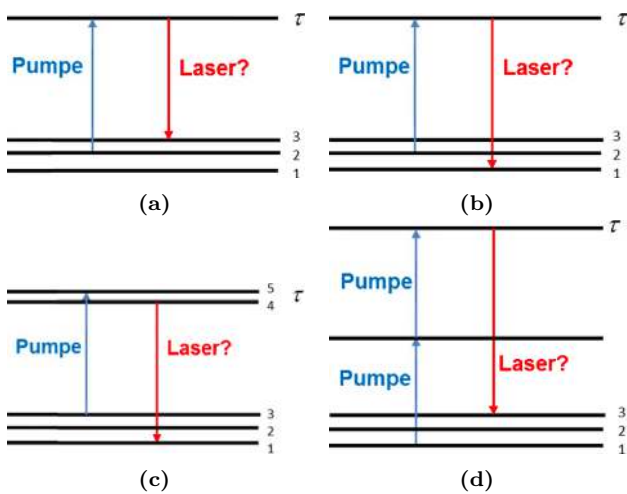 τ
Pumpe
Laser?
3
2
1
(a)
τ
Pumpe
Laser?
3
2
1
(b)
5
4
τ
Pumpe
Laser?
3
2
1
(c)
τ
Pumpe
Pumpe
Laser?
3
2
1
(d)